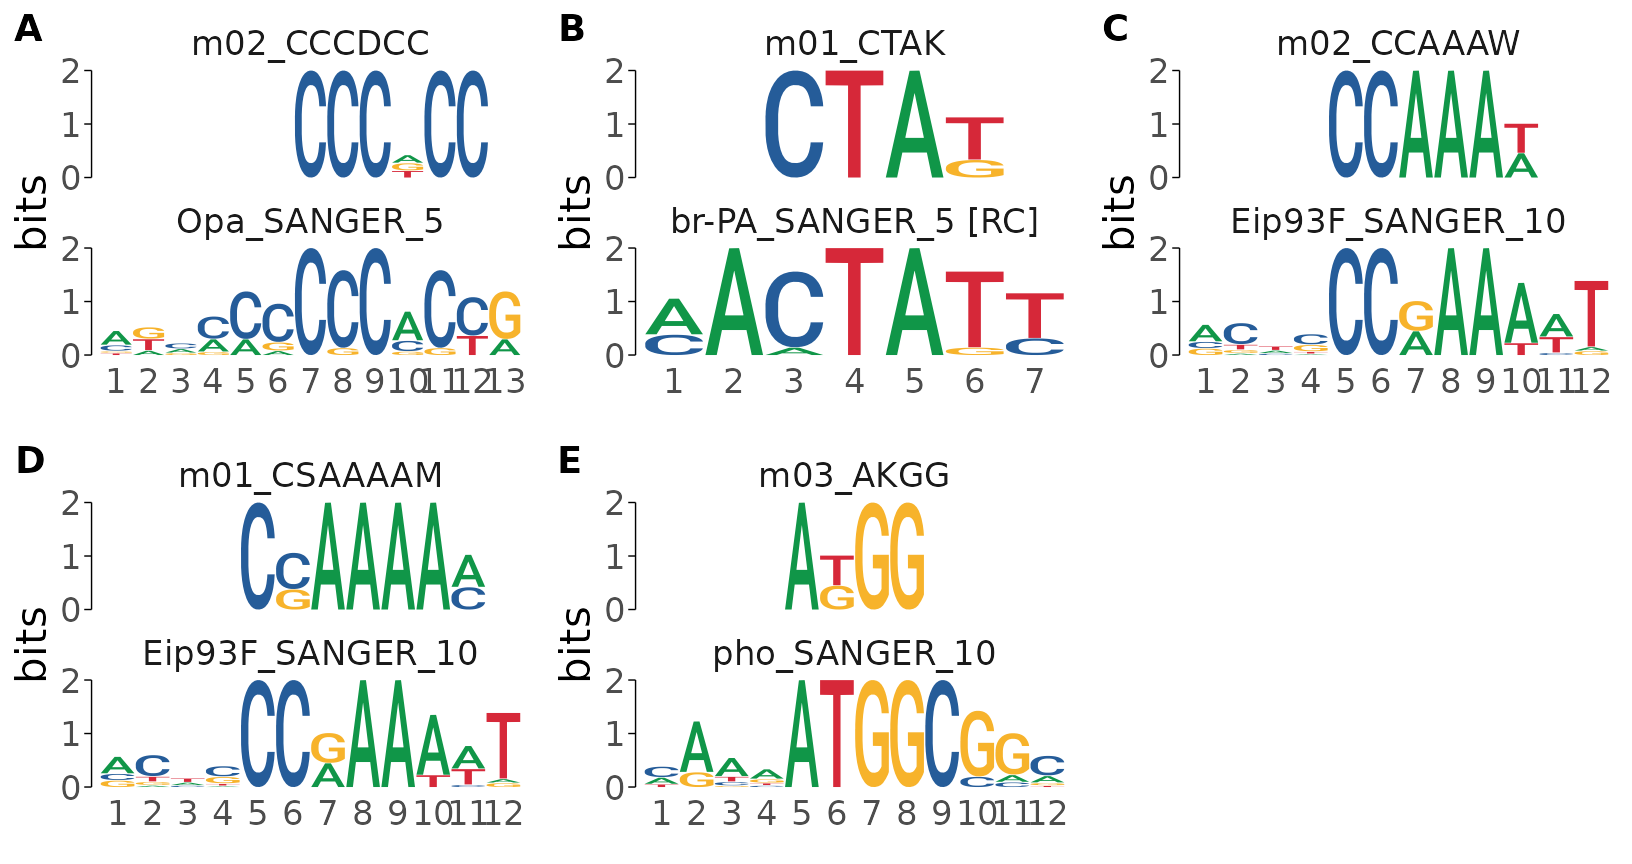 A
m02_CCCDCC
2
1
0
CCCAGTCC
bits
Opa_SANGER_5
2
1
0
1 2 3 4 5 6 7 8 9 10 11 12 13
B
m01_CTAK
2
1
0
CTATG
bits
br-PA_SANGER_5 [RC]
2
1
0
1 2 3 4 5 6 7
C
m02_CCAAAW
2
1
0
CCAAATA
bits
Eip93F_SANGER_10
2
1
0
1 2 3 4 5 6 7 8 9 10 11 12
D
m01_CSAAAAM
2
1
0
CCGAAAAAC
bits
Eip93F_SANGER_10
2
1
0
1 2 3 4 5 6 7 8 9 10 11 12
E
m03_AKGG
2
1
0
ATGGG
bits
pho_SANGER_10
2
1
0
1 2 3 4 5 6 7 8 9 10 11 12